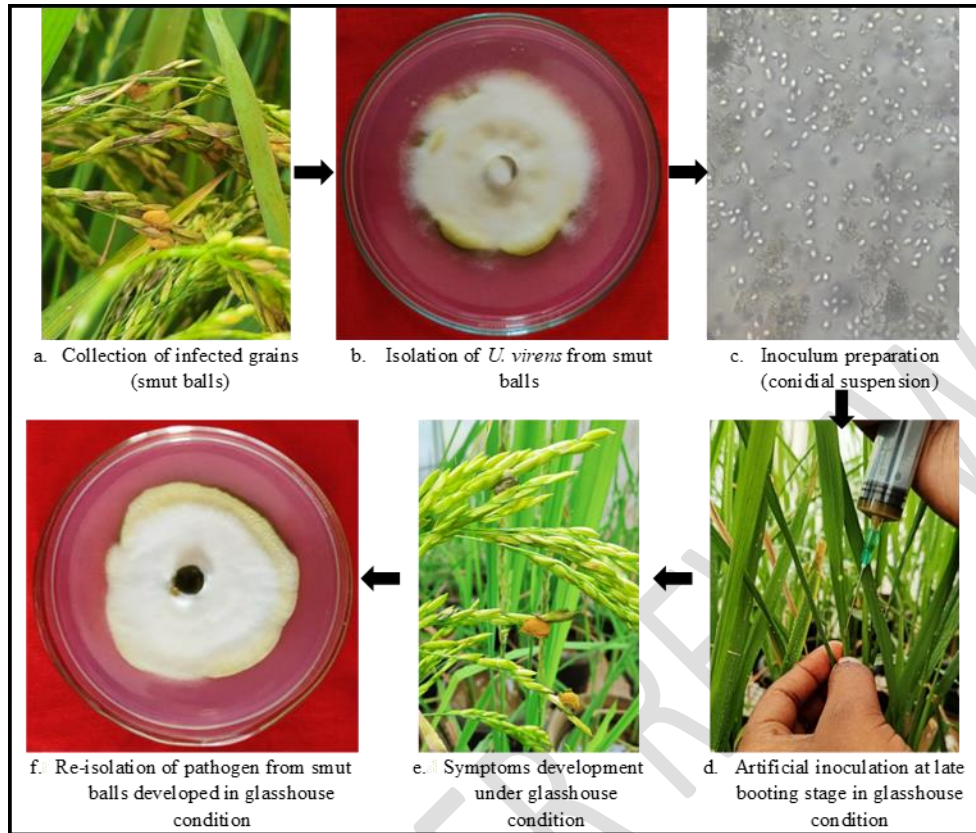 a. Collection of infected grains
(smut balls)
b. Isolation of U. virens from smut
balls
c. Inoculum preparation
(conidial suspension)
d. Artificial inoculation at late
booting stage in glasshouse
condition
e. Symptoms development
under glasshouse
condition
f. Re-isolation of pathogen from smut
balls developed in glasshouse
condition